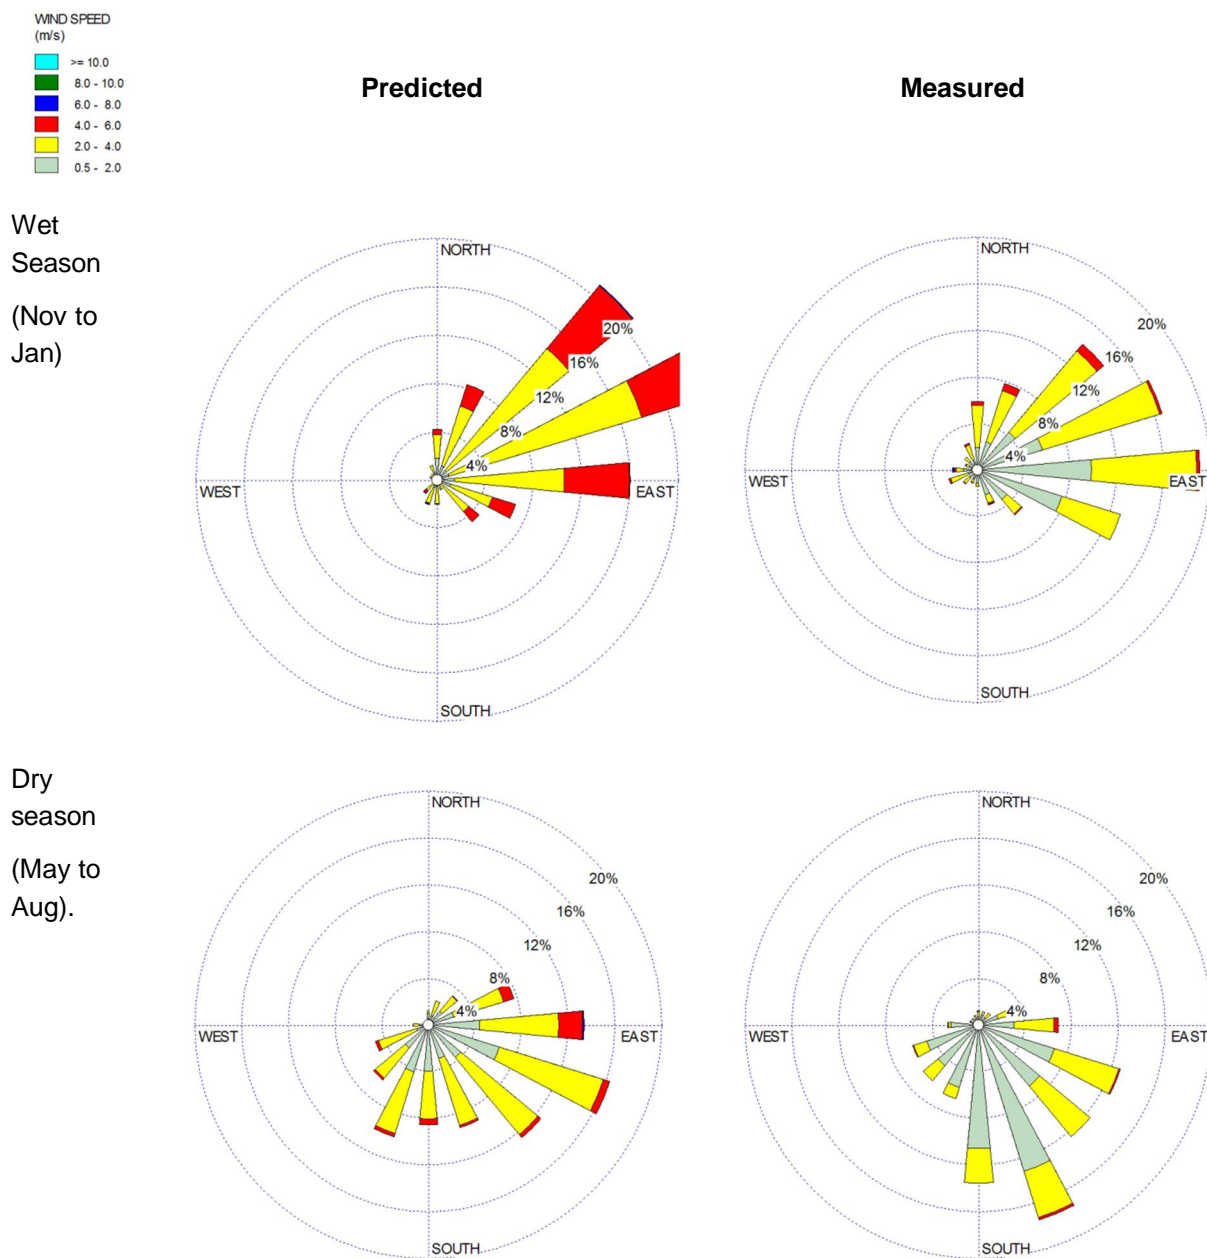 WIND SPEED
(m/s)
>= 10.0
8.0 - 10.0
6.0 - 8.0
4.0 - 6.0
2.0 - 4.0
0.5 - 2.0
Predicted
Measured
Wet
Season
(Nov to
Jan)
NORTH
20%
16%
12%
8%
4%
WEST
EAST
SOUTH
NORTH
20%
16%
12%
8%
4%
WEST
EAST
SOUTH
Dry
season
(May to
Aug).
NORTH
20%
16%
12%
8%
4%
WEST
EAST
SOUTH
NORTH
20%
16%
12%
8%
4%
WEST
EAST
SOUTH